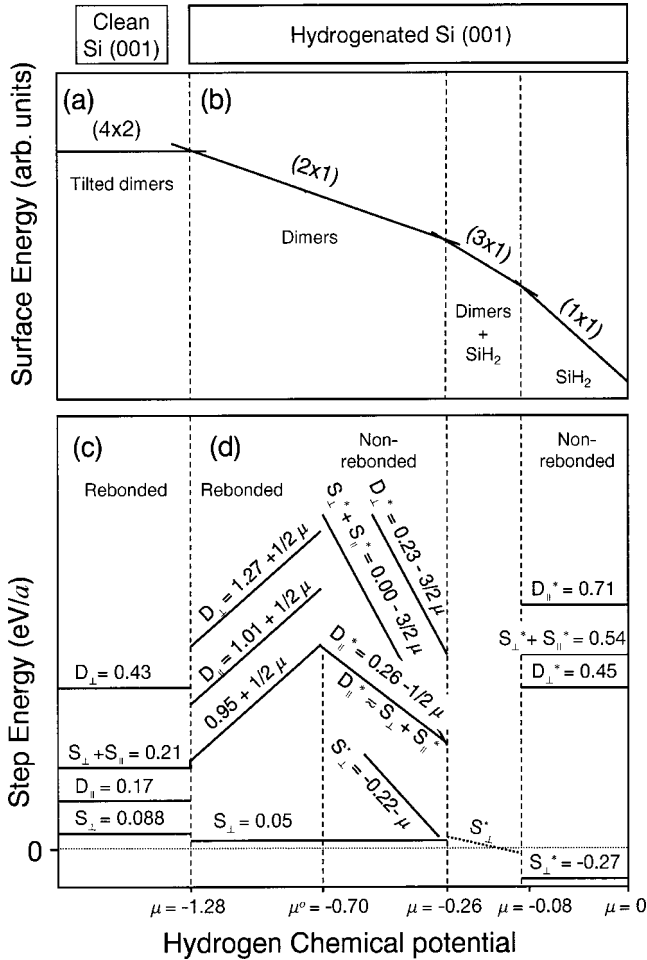 Clean
Si (001)
Hydrogenated Si (001)
Surface Energy (arb. units)
(a)
(b)
(4x2)
Tilted dimers
(2x1)
Dimers
(3x1)
Dimers
+
SiH₂
(1x1)
SiH₂
Step Energy (eV/a)
(c)
(d)
Non-
rebonded
Non-
rebonded
Rebonded
Rebonded
D⊥ = 1.27 +1/2 μ
D∥ = 1.01 + 1/2 μ
0.95 + 1/2 μ
S⊥* + S∥* = 0.00 - 3/2 μ
D⊥* = 0.23 - 3/2 μ
D∥* = 0.26 -1/2 μ
D∥* ≈ S⊥ + S∥*
S⊥* = -0.22- μ
D⊥ = 0.43
S⊥ +S∥ = 0.21
D∥ = 0.17
S⊥ = 0.088
S⊥ = 0.05
S⊥*
D∥* = 0.71
S⊥* + S∥* = 0.54
D⊥* = 0.45
S⊥* = -0.27
0
μ = -1.28
μ° = -0.70
μ = -0.26
μ = -0.08
μ = 0
Hydrogen Chemical potential